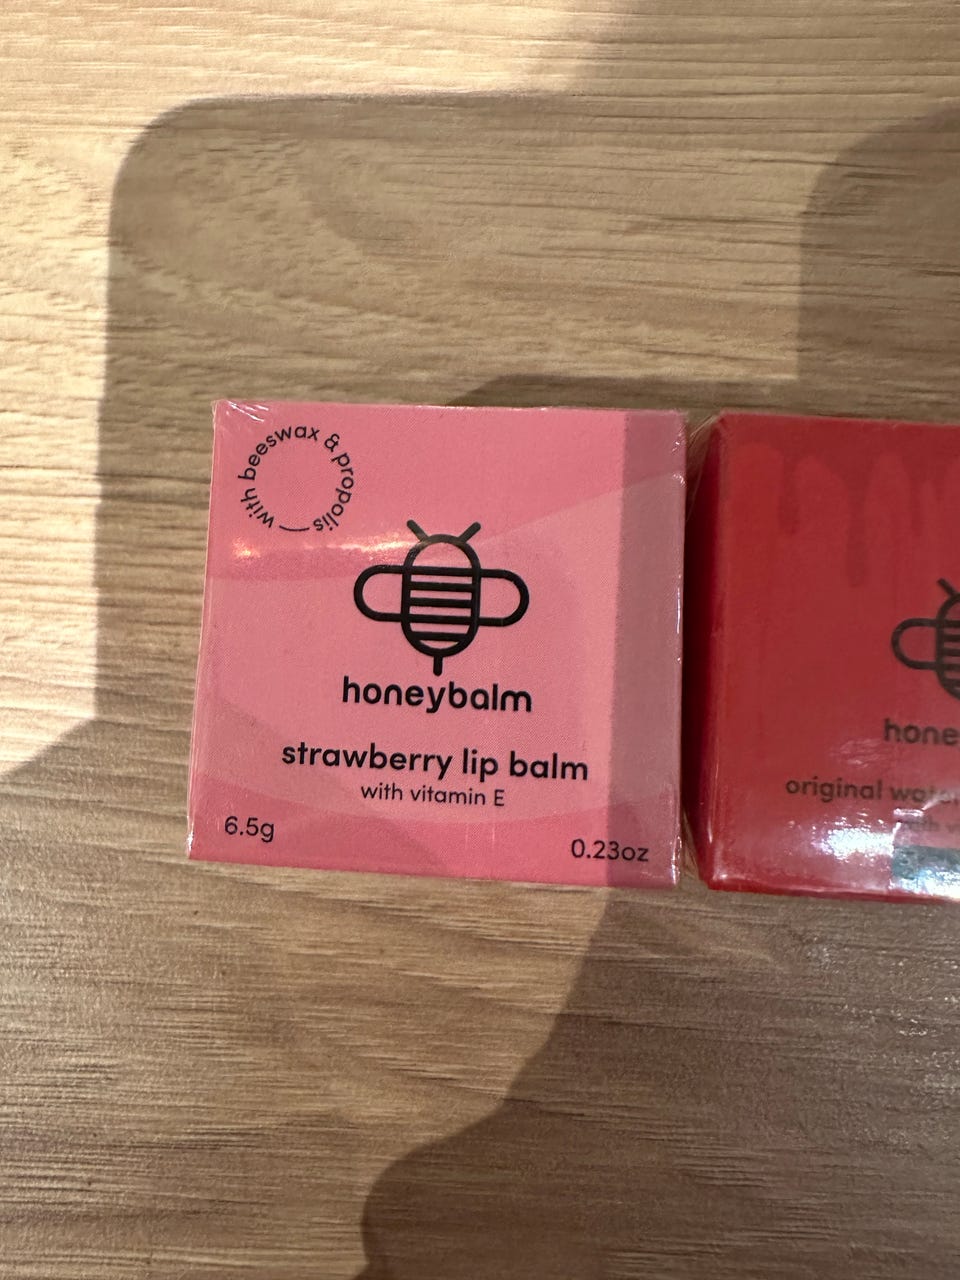 with beeswax & propolis
honeybalm
strawberry lip balm
with vitamin E
6.5g
0.23oz
original